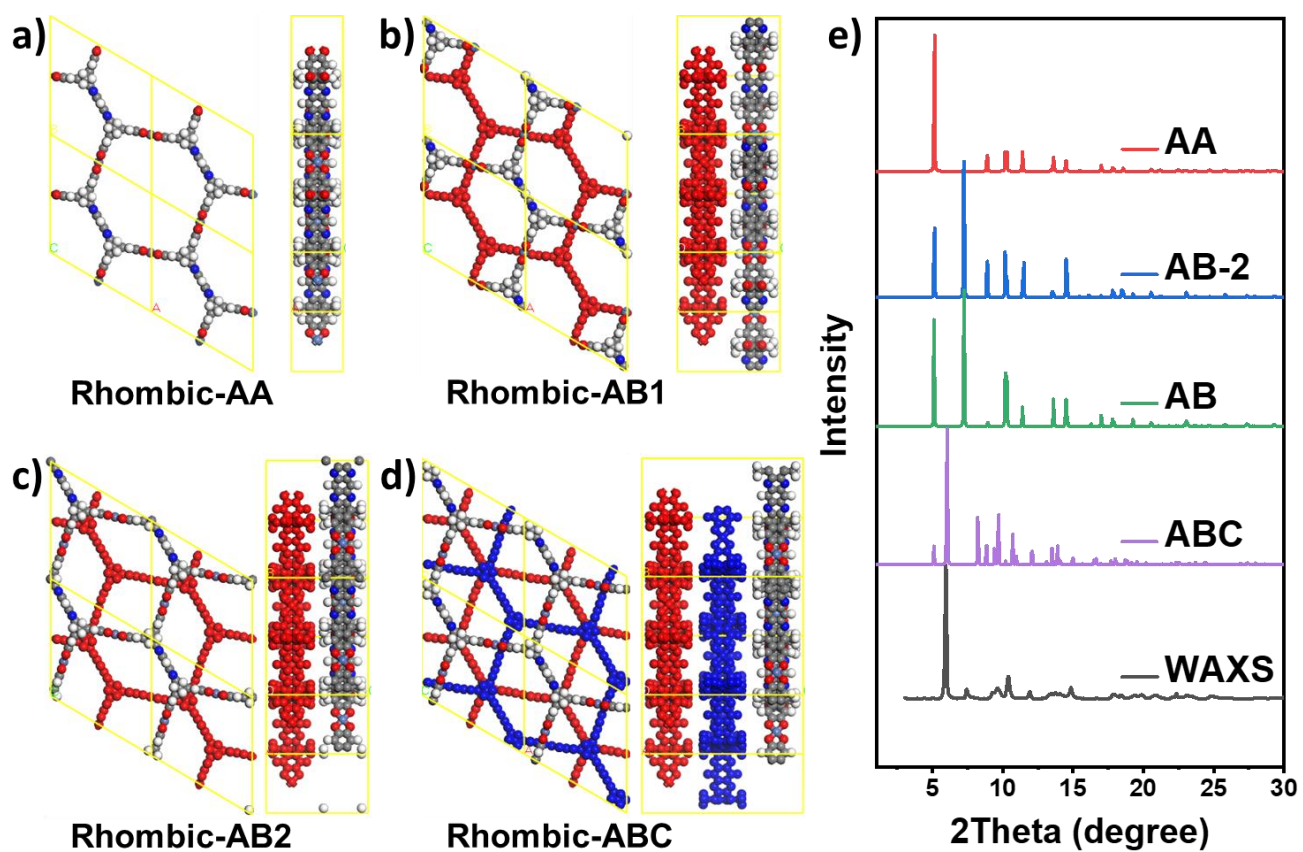 a)
Rhombic-AA
b)
Rhombic-AB1
c)
Rhombic-AB2
d)
Rhombic-ABC
e)
Intensity
AA
AB-2
AB
ABC
WAXS
5 10 15 20 25 30
2Theta (degree)